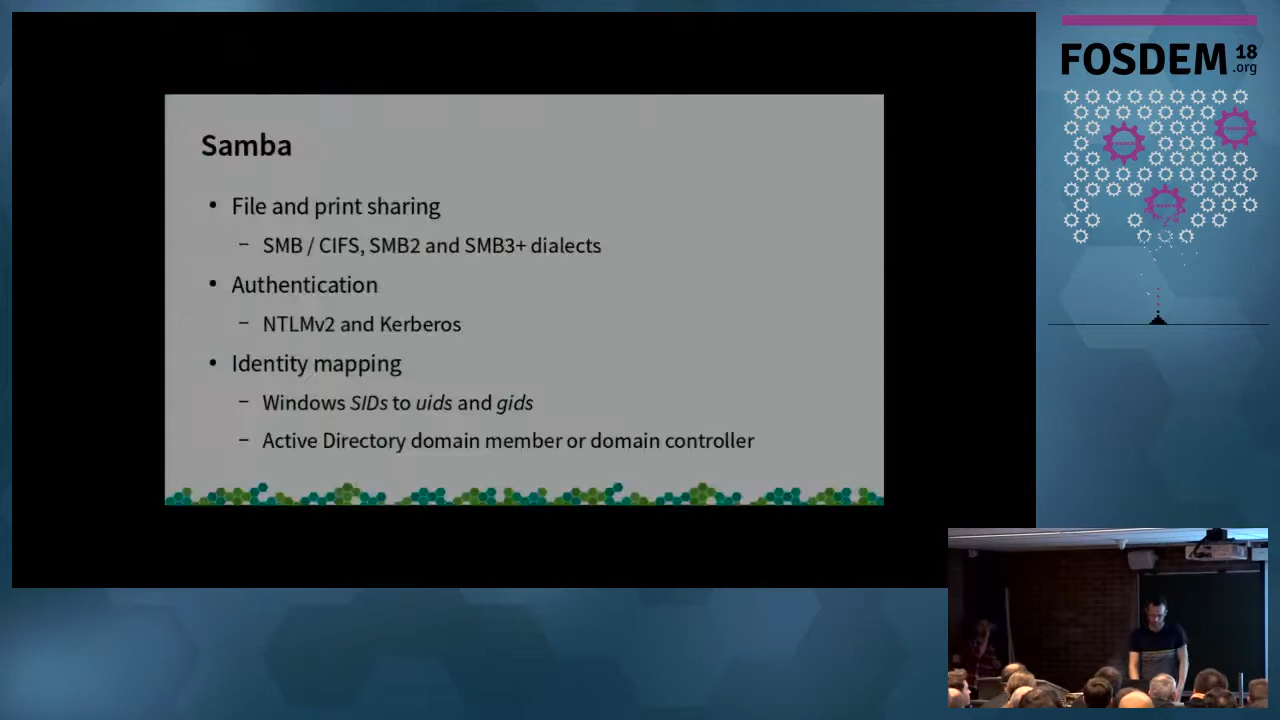 Samba
• File and print sharing
– SMB / CIFS, SMB2 and SMB3+ dialects
• Authentication
– NTLMv2 and Kerberos
• Identity mapping
– Windows SIDs to uids and gids
– Active Directory domain member or domain controller
FOSDEM 18
.org